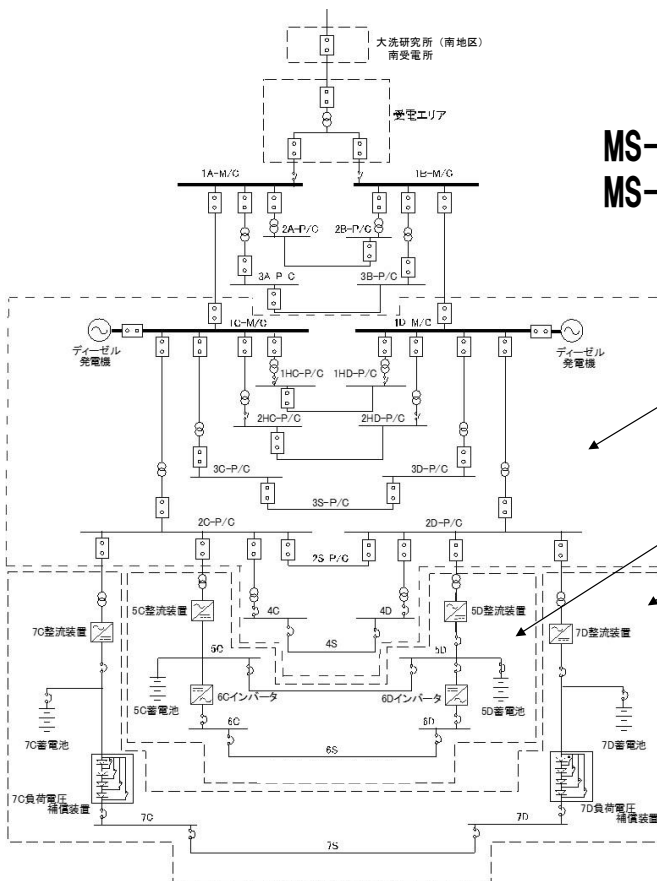 大洗研究所（南地区）
南受電所
受電エリア
MS-
MS-
1A-M/C
1B-M/C
2A-P/C
2B-P/C
3A-P/C
3B-P/C
1C-M/C
1D-M/C
ディーゼル
発電機
ディーゼル
発電機
1HC-P/C
1HD-P/C
2HC-P/C
2HD-P/C
3C-P/C
3D-P/C
3S-P/C
2C-P/C
2D-P/C
2S-P/C
7C整流装置
5C整流装置
4C
4D
5D整流装置
7D整流装置
4S
5C
5D
5C蓄電池
6Cインバータ
6Dインバータ
5D蓄電池
7C蓄電池
6C
6D
7D蓄電池
6S
7C負荷電圧
補償装置
7D負荷電圧
補償装置
7C
7D
7S